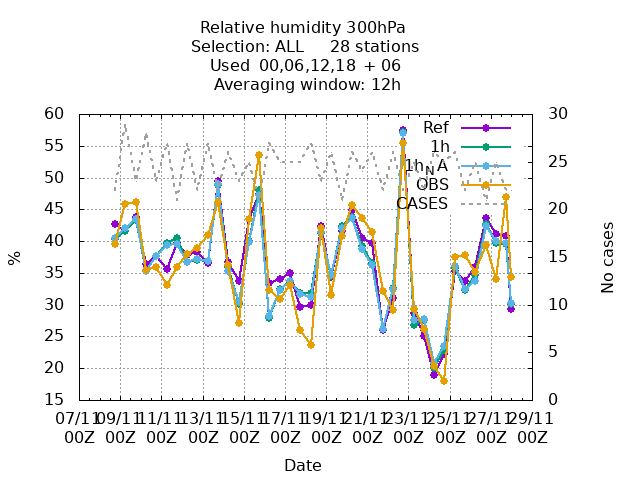 Relative humidity 300hPa
Selection: ALL 28 stations
Used 00,06,12,18 + 06
Averaging window: 12h
60
55
50
45
40
35
30
25
20
15
%
30
25
20
15
10
5
0
No cases
Ref
1h
1h_NA
OBS
CASES
07/11 09/11 11/11 13/11 15/11 17/11 19/11 21/11 23/11 25/11 27/11 29/11
00Z 00Z 00Z 00Z 00Z 00Z 00Z 00Z 00Z 00Z 00Z 00Z
Date